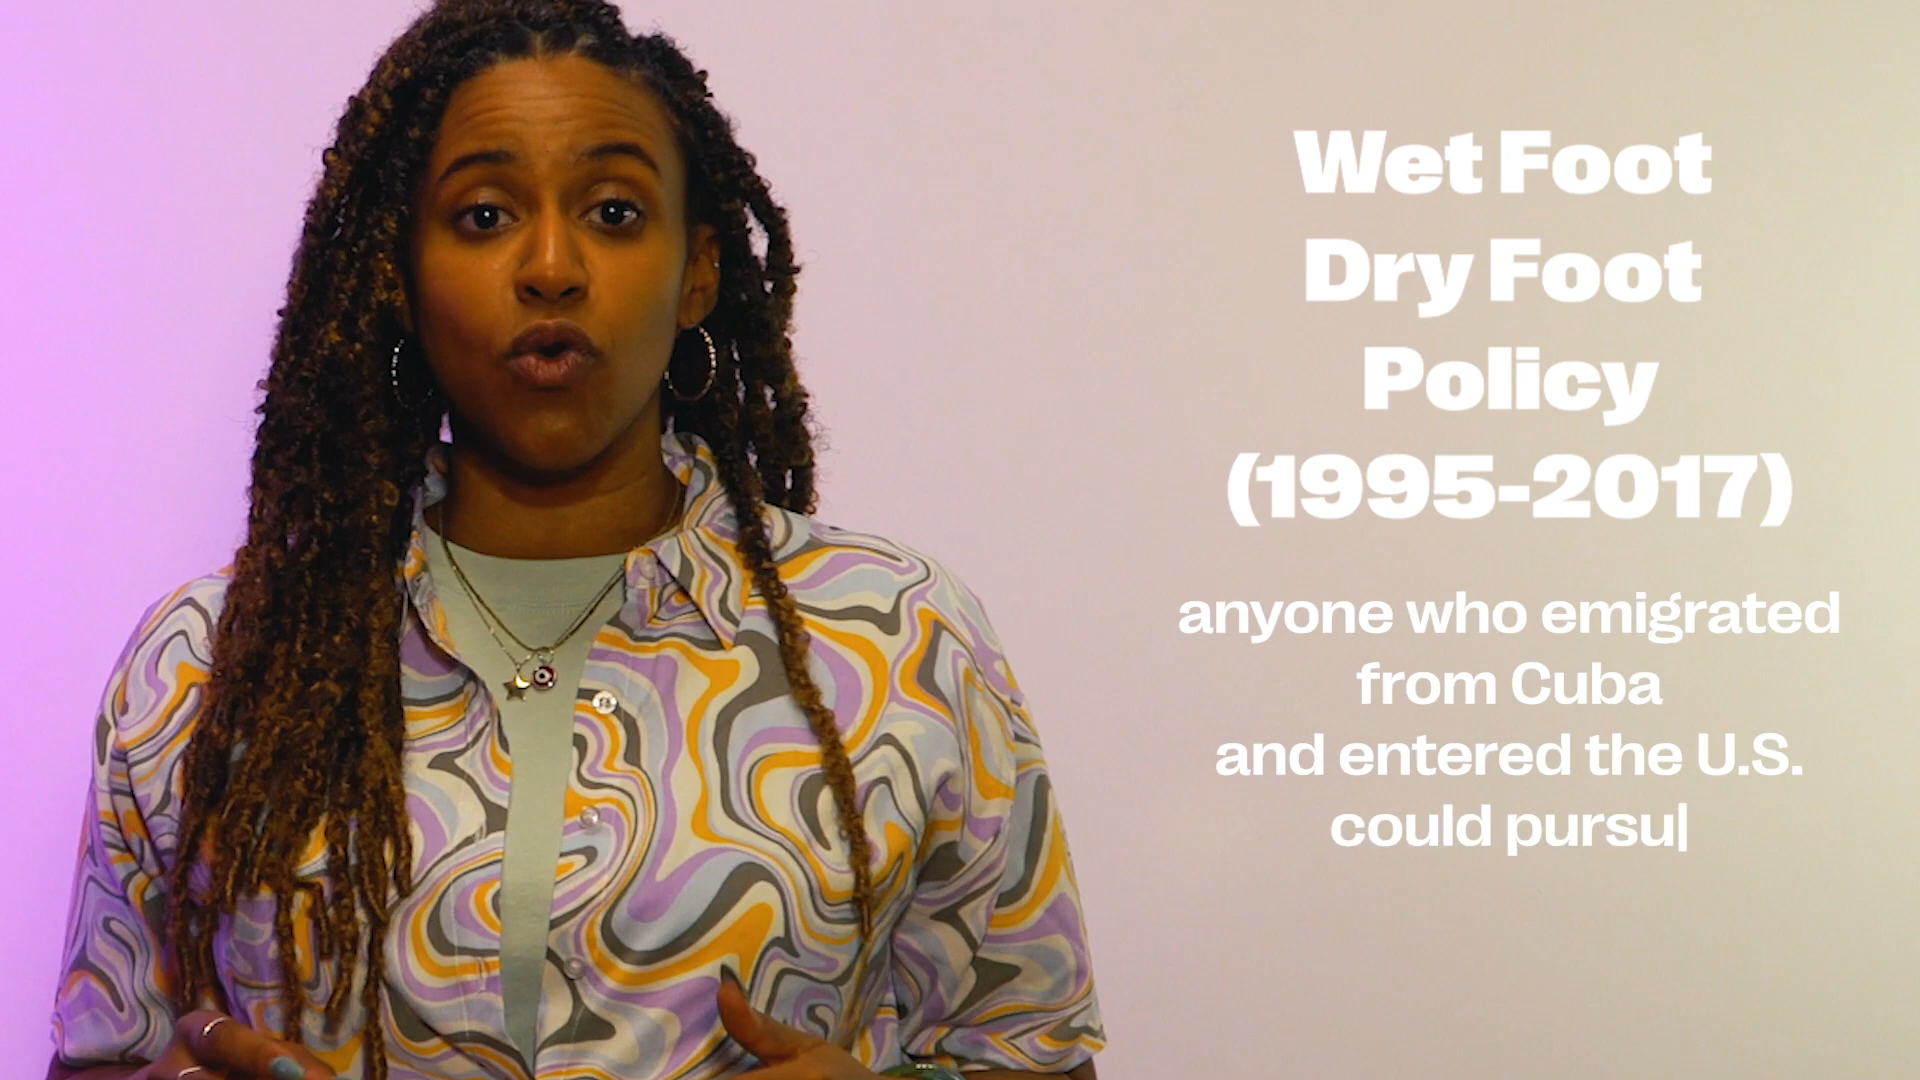 Wet Foot
Dry Foot
Policy
(1995-2017)
anyone who emigrated
from Cuba
and entered the U.S.
could pursu|